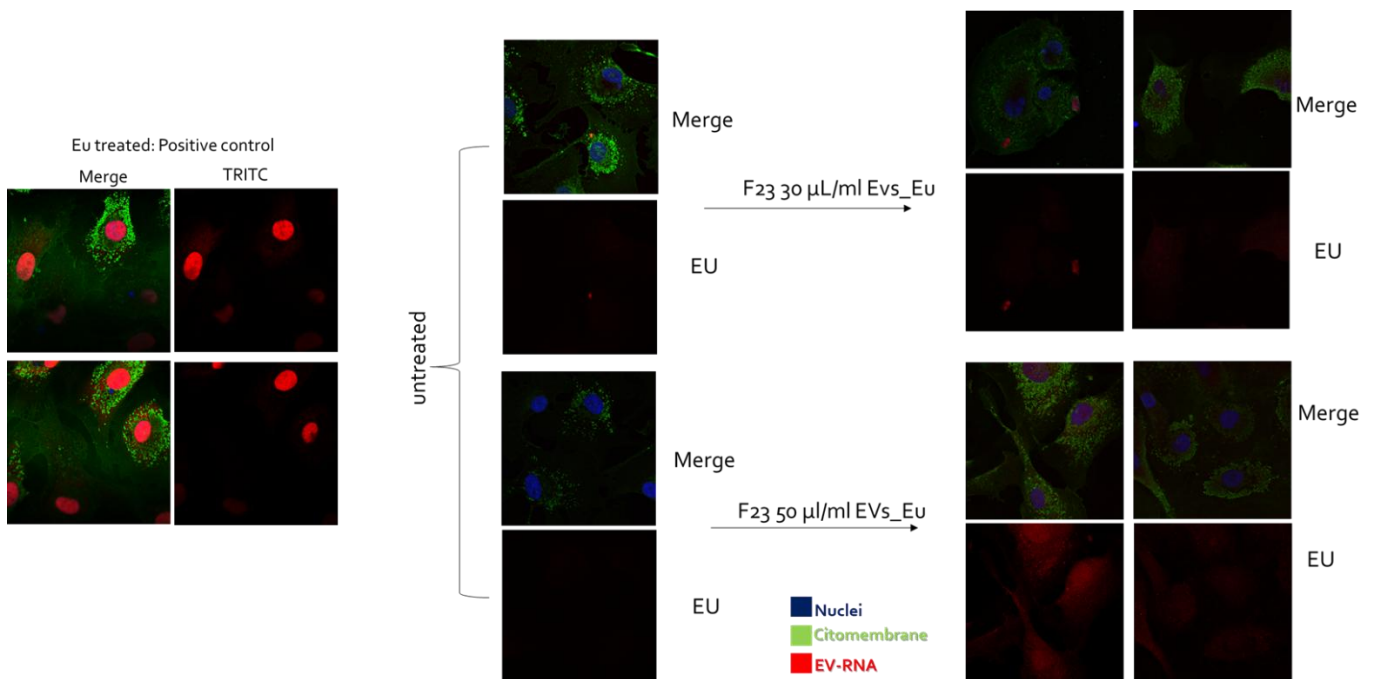 Eu treated: Positive control
Merge
TRITC
untreated
Merge
EU
Merge
EU
F23 30 µL/ml Evs_Eu
F23 50 µl/ml EVs_Eu
Merge
EU
Merge
EU
Nuclei
Citomembrane
EV-RNA